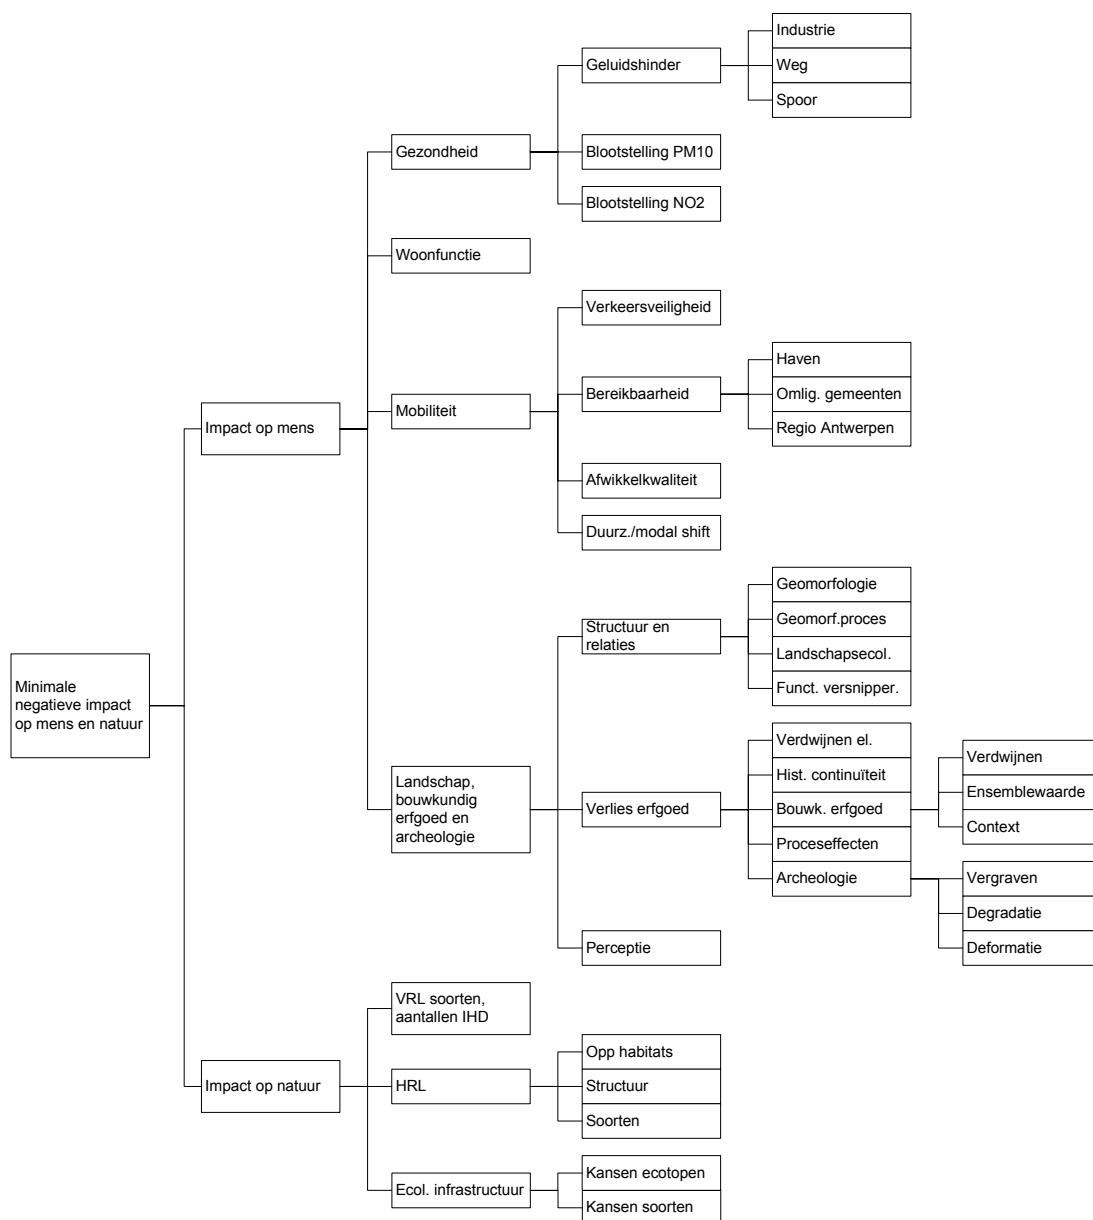 Industrie
Geluidshinder
Weg
Spoor
Gezondheid
Blootstelling PM10
Blootstelling NO2
Woonfunctie
Verkeersveiligheid
Haven
Mobiliteit
Bereikbaarheid
Omlig. gemeenten
Impact op mens
Regio Antwerpen
Afwikkelkwaliteit
Duurz./modal shift
Geomorfologie
Structuur en
relaties
Geomorf.proces
Landschapsecol.
Funct. versnipper.
Minimale
negatieve impact
op mens en natuur
Verdwijnen el.
Verdwijnen
Hist. continuïteit
Ensemblewaarde
Landschap,
bouwkundig
erfgoed en
archeologie
Verlies erfgoed
Bouwk. erfgoed
Context
Proceseffecten
Archeologie
Vergraven
Degradatie
Deformatie
Perceptie
VRL soorten,
aantallen IHD
Opp habitats
Impact op natuur
HRL
Structuur
Soorten
Kansen ecotopen
Ecol. infrastructuur
Kansen soorten